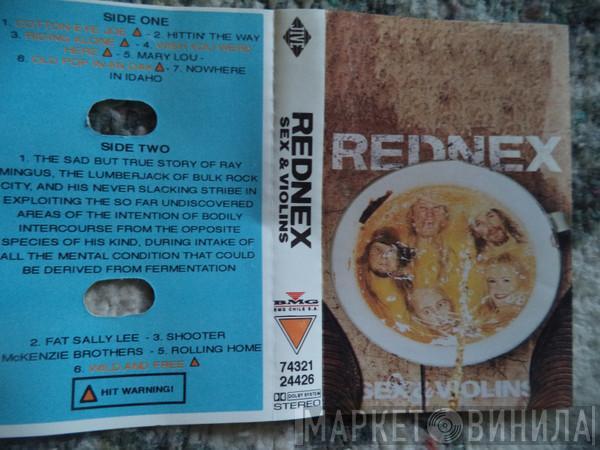 SIDE ONE
1. COTTON EYE JOE - 2. HITTIN' THE WAY
3. RIDING ALONE - 4. WISH YOU WERE
HERE - 5. MARY LOU -
6. OLD POP IN AN OAK - 7. NOWHERE
IN IDAHO
SIDE TWO
1. THE SAD BUT TRUE STORY OF RAY
MINGUS, THE LUMBERJACK OF BULK ROCK
CITY, AND HIS NEVER SLACKING STRIBE IN
EXPLOITING THE SO FAR UNDISCOVERED
AREAS OF THE INTENTION OF BODILY
INTERCOURSE FROM THE OPPOSITE
SPECIES OF HIS KIND, DURING INTAKE OF
ALL THE MENTAL CONDITION THAT COULD
BE DERIVED FROM FERMENTATION
2. FAT SALLY LEE - 3. SHOOTER
McKENZIE BROTHERS - 5. ROLLING HOME
6. WILD AND FREE
HIT WARNING!
JIVE
REDNEX
SEX & VIOLINS
BMG
BMG CHILE S.A.
74321
24426
DOLBY SYSTEM
STEREO
REDNEX
SEX & VIOLINS
МАРКЕТ ВИНИЛА